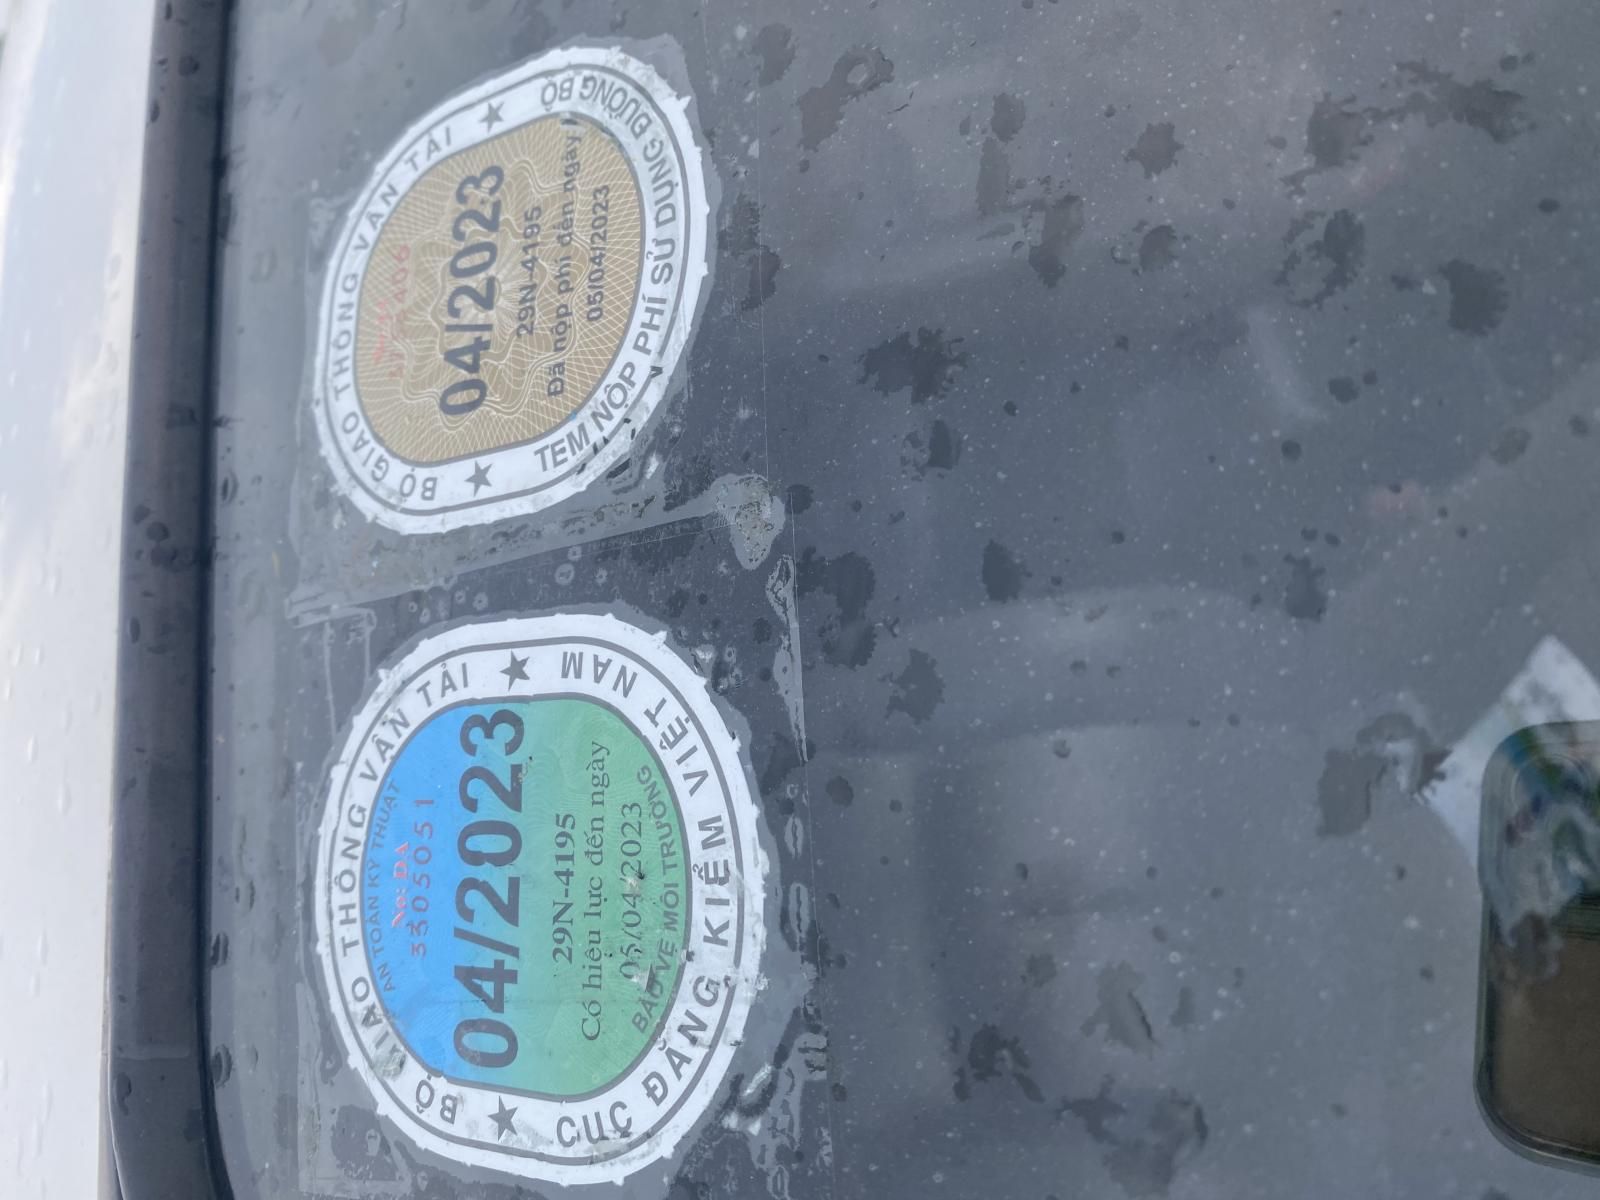 BỘ GIAO THÔNG VẬN TẢI
AN TOÀN KỸ THUẬT
No: DA
3305051
04/2023
29N-4195
Có hiệu lực đến ngày
05/04/2023
BẢO VỆ MÔI TRƯỜNG
CỤC ĐĂNG KIỂM VIỆT NAM
BỘ GIAO THÔNG VẬN TẢI
04/2023
29N-4195
Đã nộp phí đến ngày
05/04/2023
TEM NỘP PHÍ SỬ DỤNG ĐƯỜNG BỘ